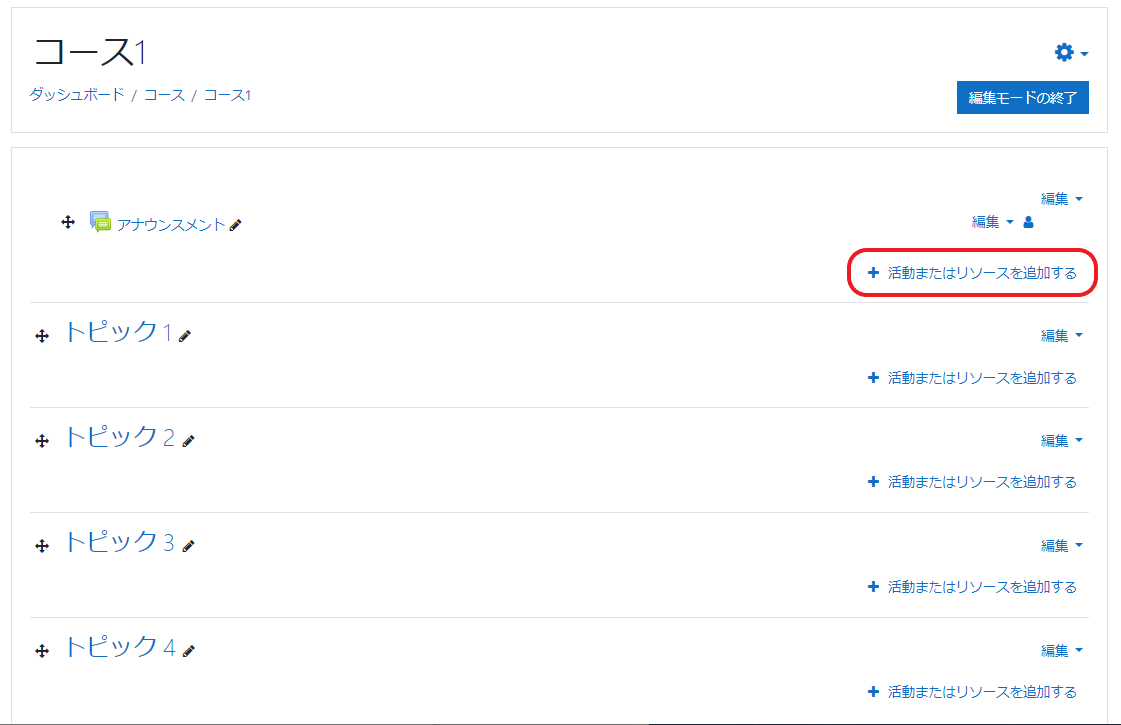 コース1
ダッシュボード / コース / コース1
編集モードの終了
編集
アナウンスメント 編集
活動またはリソースを追加する
トピック 1 編集
活動またはリソースを追加する
トピック 2 編集
活動またはリソースを追加する
トピック 3 編集
活動またはリソースを追加する
トピック 4 編集
活動またはリソースを追加する